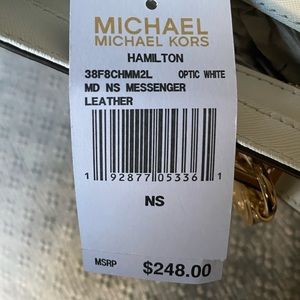 MICHAEL
MICHAEL KORS
HAMILTON
38F8CHMM2L OPTIC WHITE
MD NS MESSENGER
LEATHER
1 92877 05336 1
NS
MSRP $248.00